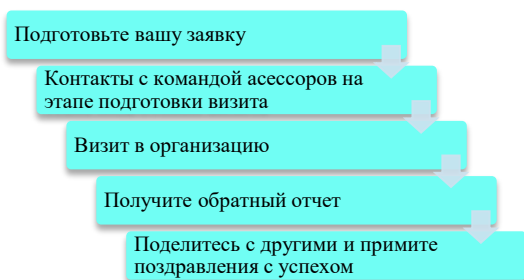 Подготовьте вашу заявку
Контакты с командой асессоров на
этапе подготовки визита
Визит в организацию
Получите обратный отчет
Поделитесь с другими и примите
поздравления с успехом